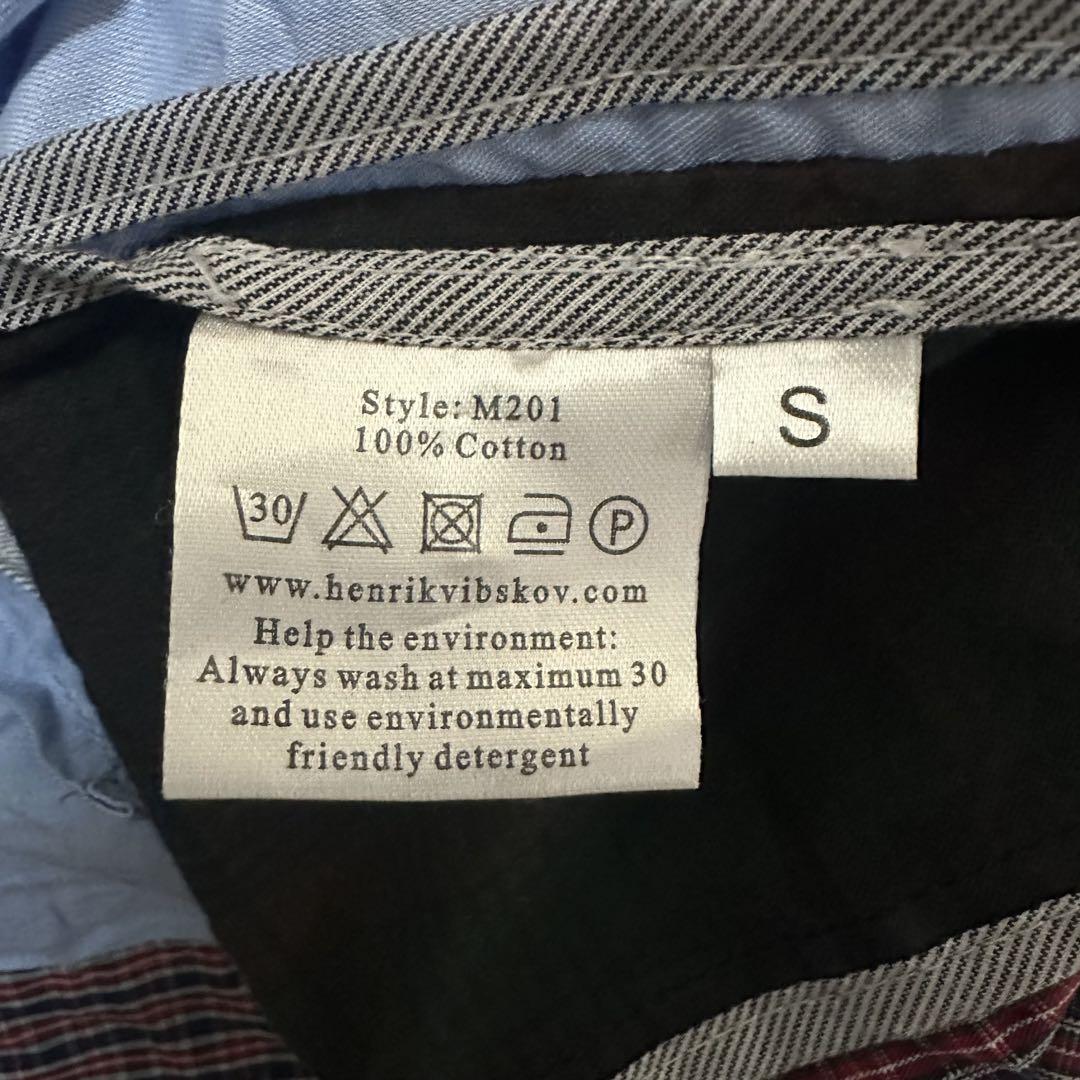 Style: M201
100% Cotton
S
30
P
www.henrikvibskov.com
Help the environment:
Always wash at maximum 30
and use environmentally
friendly detergent